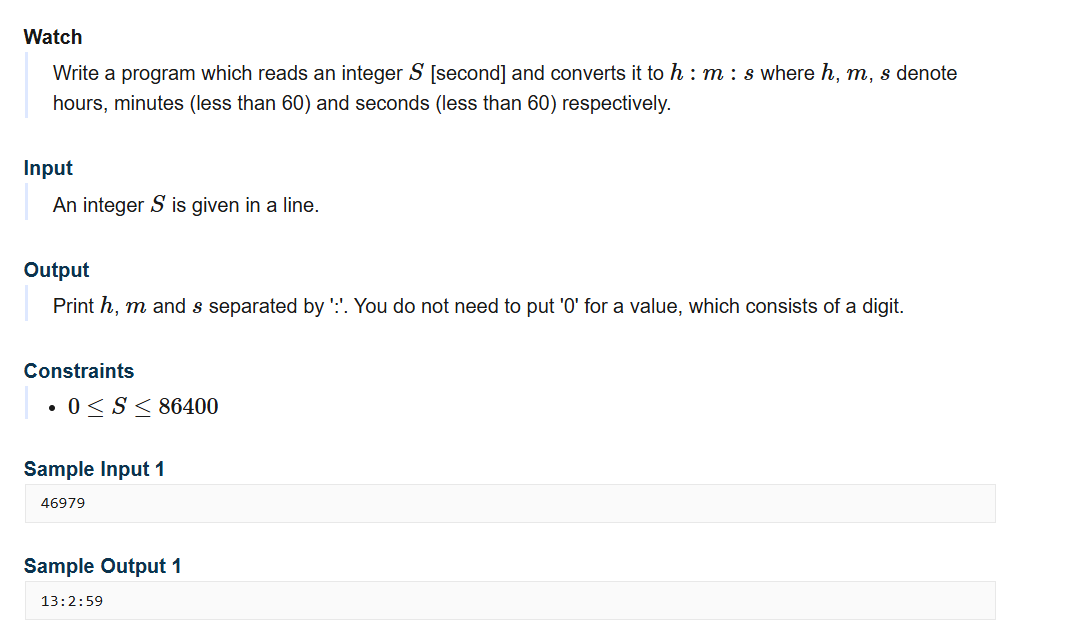 Watch
Write a program which reads an integer S [second] and converts it to h : m : s where h, m, s denote
hours, minutes (less than 60) and seconds (less than 60) respectively.
Input
An integer S is given in a line.
Output
Print h, m and s separated by ':'. You do not need to put '0' for a value, which consists of a digit.
Constraints
• 0 ≤ S ≤ 86400
Sample Input 1
46979
Sample Output 1
13:2:59